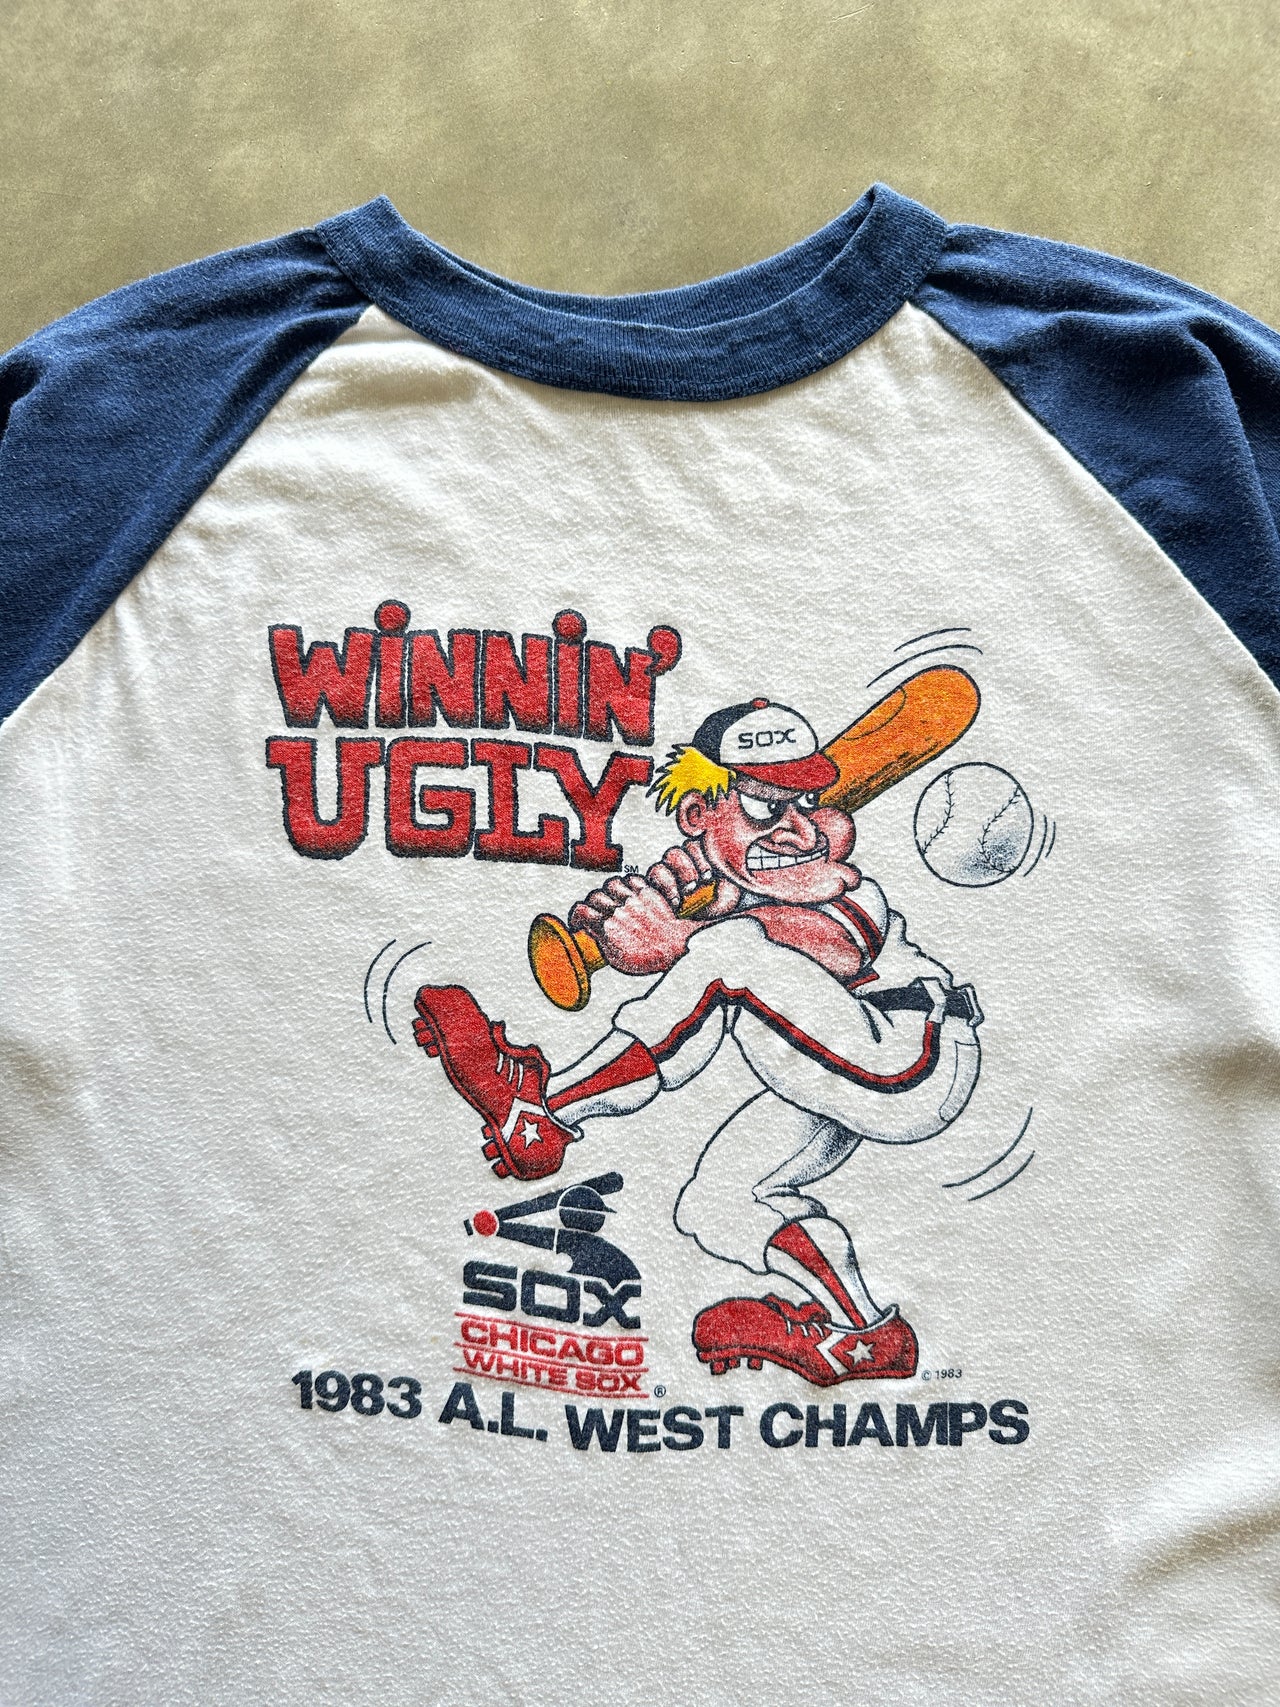 WiNNiN'
UGLY
SM
SOX
SOX
CHICAGO
WHITE SOX
®
© 1983
1983 A.L. WEST CHAMPS